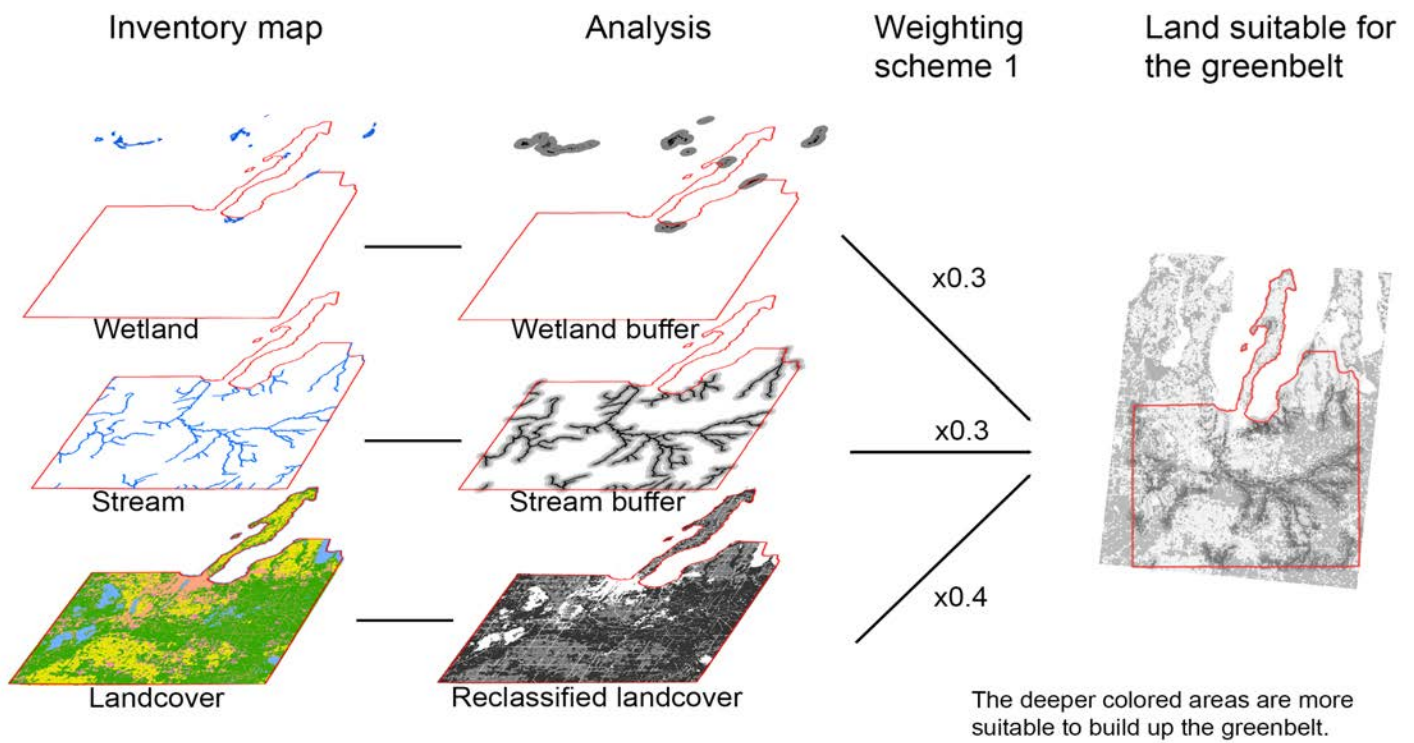 Inventory map
Analysis
Weighting
scheme 1
Land suitable for
the greenbelt
Wetland
Wetland buffer
x0.3
Stream
Stream buffer
x0.3
Landcover
Reclassified landcover
x0.4
The deeper colored areas are more
suitable to build up the greenbelt.